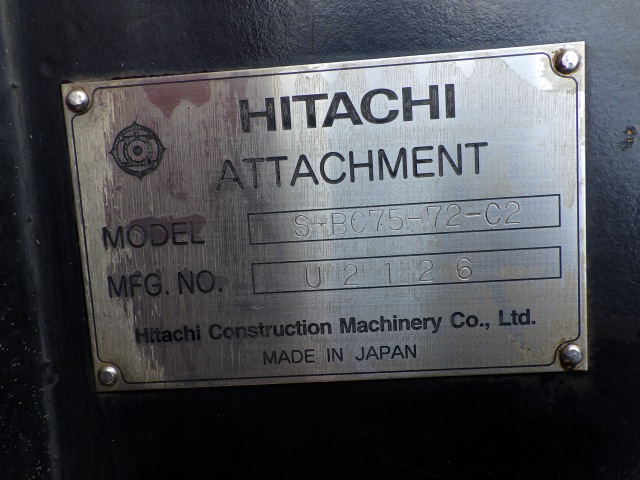 HITACHI
ATTACHMENT
MODEL S-BC75-72-C2
MFG. NO. U2126
Hitachi Construction Machinery Co., Ltd.
MADE IN JAPAN